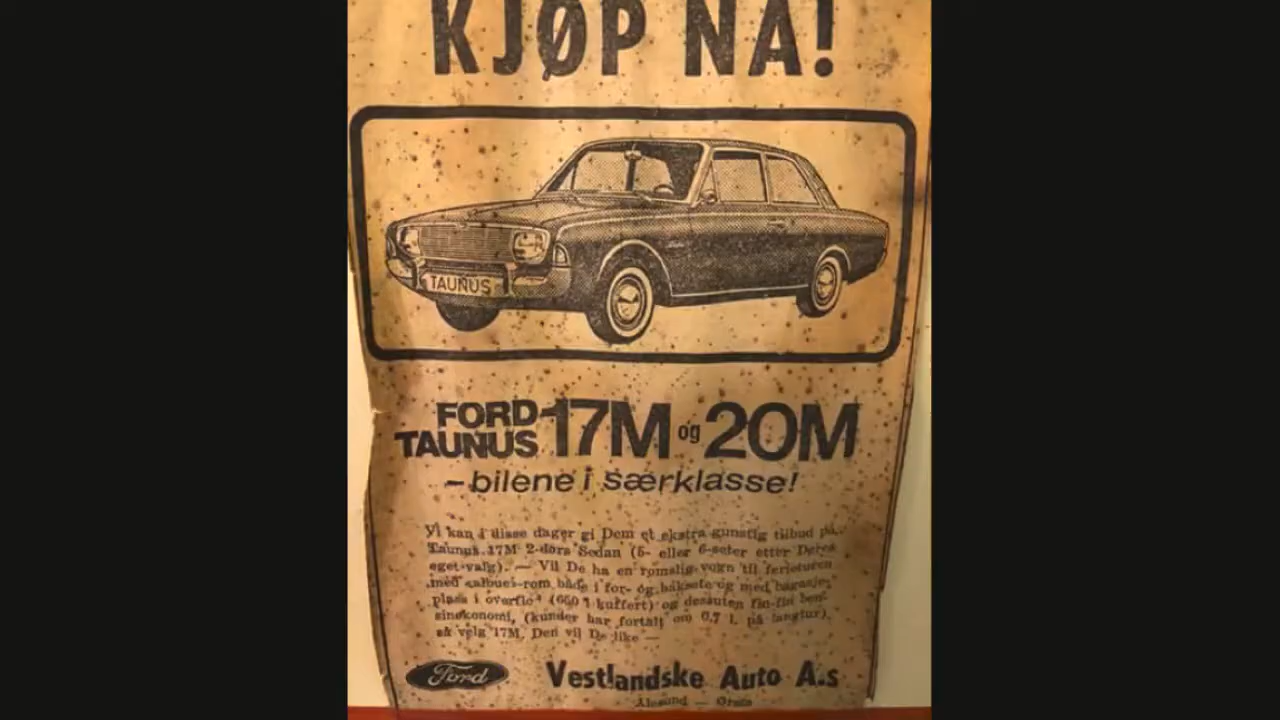 KJØP NÅ!
TAUNUS
FORD
TAUNUS 17M og 20M
– bilene i særklasse!
Vi kan i disse dager gi Dem et ekstra gunstig tilbud på
Taunus 17M 2-dørs Sedan (5- eller 6-seter etter Deres
eget valg). — Vil De ha en romslig vogn til ferieturen
med «albue»-rom både i for- og baksete og med bagasje-
plass i overflod (650 l kuffert) og dessuten fin-fin ben-
sinøkonomi, (kunder har fortalt om 0,7 l. på langtur),
så velg 17M. Den vil De like —
Ford Vestlandske Auto A.s
Ålesund — Ørsta